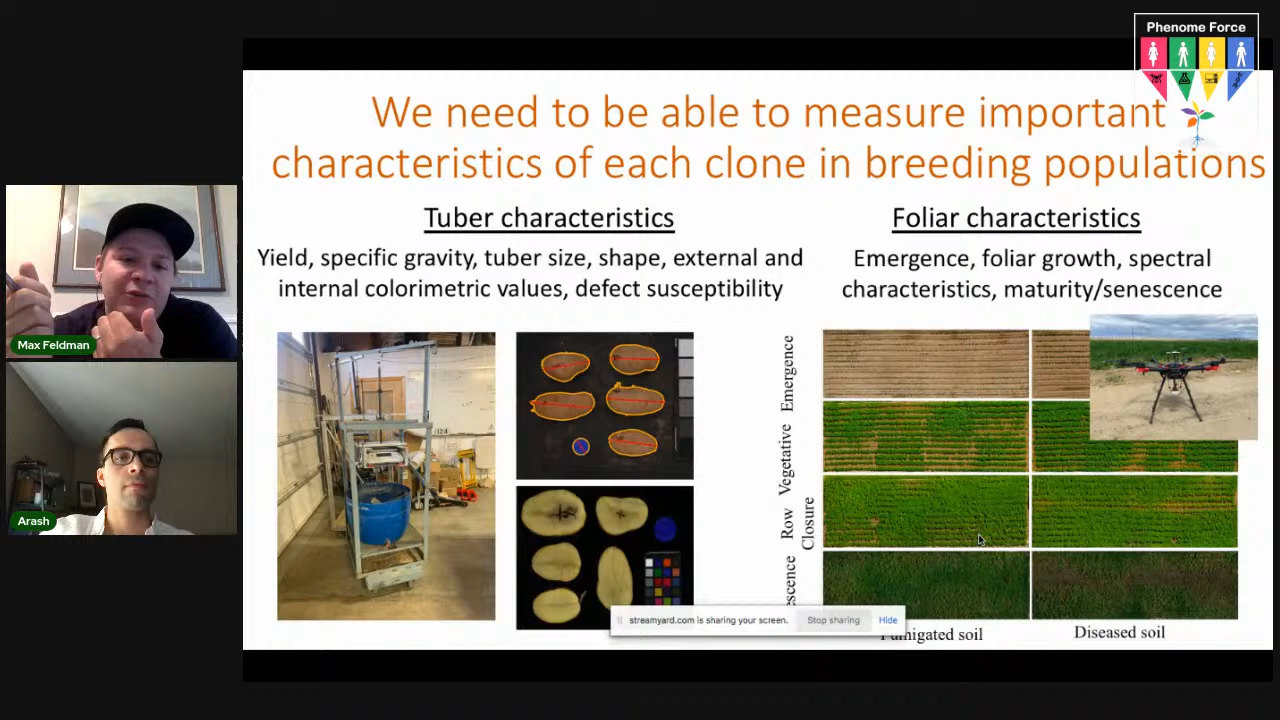 Phenome Force
We need to be able to measure important
characteristics of each clone in breeding populations
Tuber characteristics
Yield, specific gravity, tuber size, shape, external and
internal colorimetric values, defect susceptibility
Foliar characteristics
Emergence, foliar growth, spectral
characteristics, maturity/senescence
Max Feldman
Arash
124
Emergence
Vegetative
Row
Closure
escence
streamyard.com is sharing your screen.
Stop sharing
Hide
Fumigated soil
Diseased soil